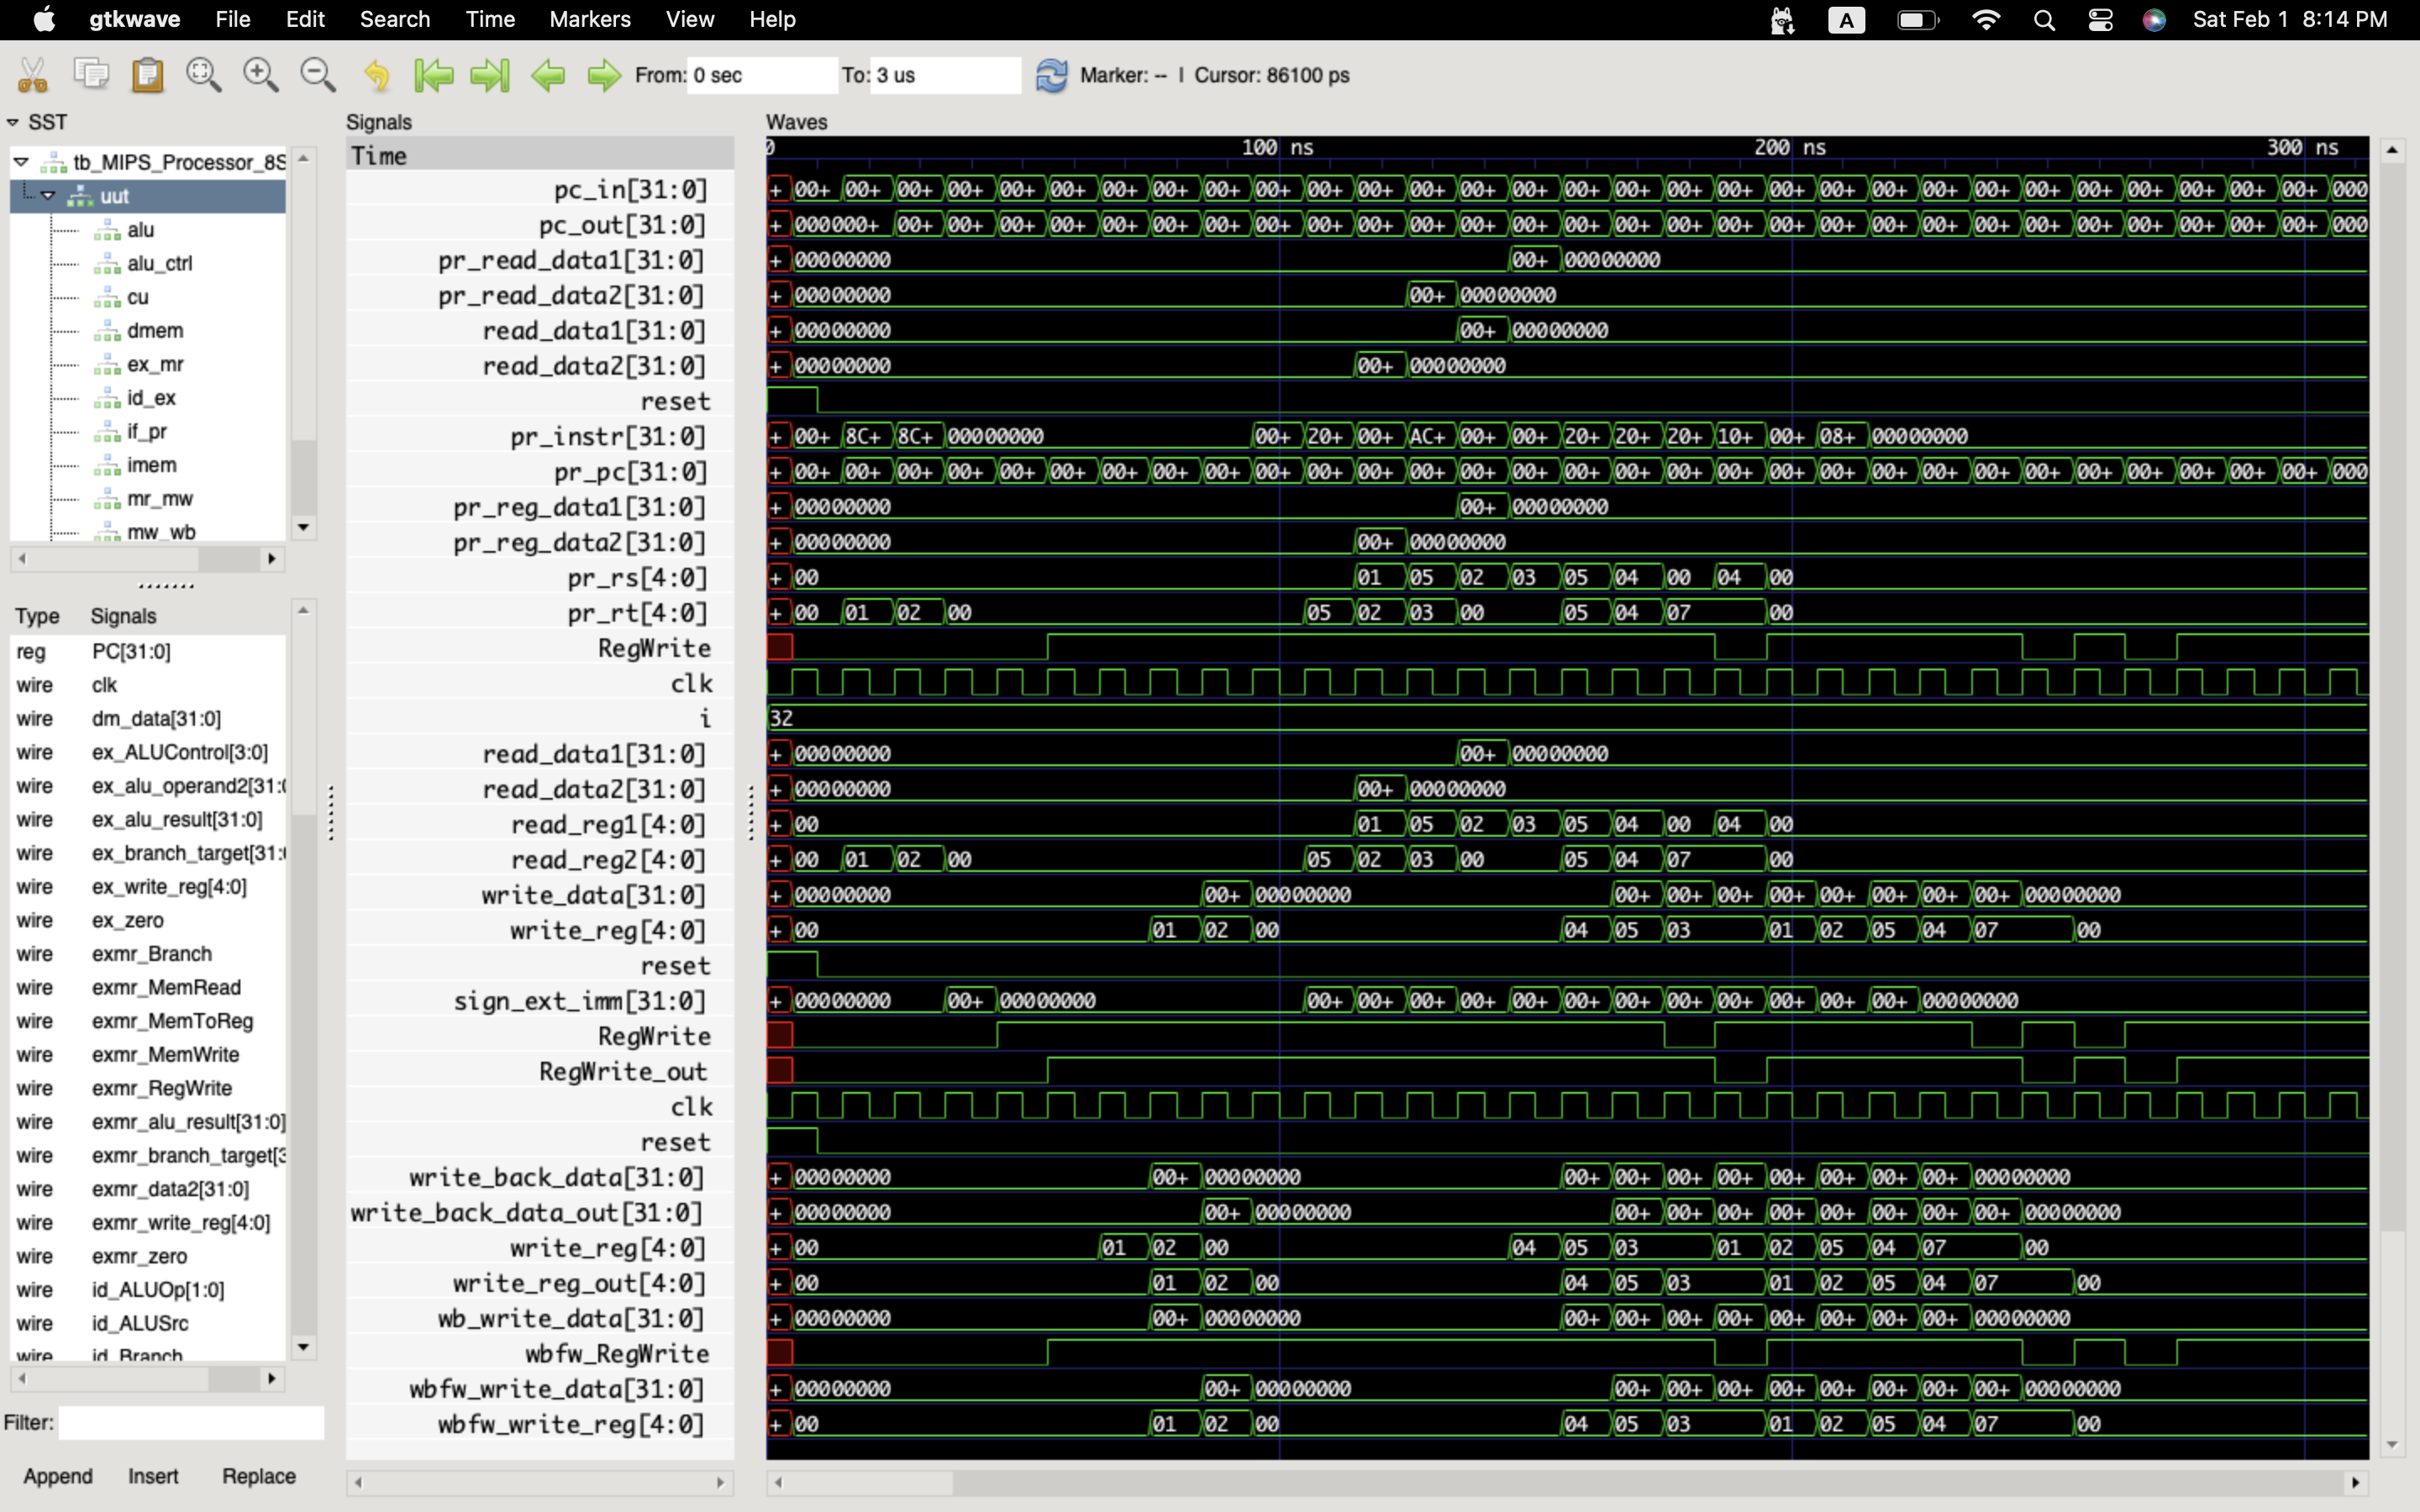 gtkwave File Edit Search Time Markers View Help A Sat Feb 1 8:14 PM
From: 0 sec To: 3 us Marker: -- | Cursor: 86100 ps
SST
tb_MIPS_Processor_8S
uut
alu
alu_ctrl
cu
dmem
ex_mr
id_ex
if_pr
imem
mr_mw
mw_wb
Type Signals
reg PC[31:0]
wire clk
wire dm_data[31:0]
wire ex_ALUControl[3:0]
wire ex_alu_operand2[31:0
wire ex_alu_result[31:0]
wire ex_branch_target[31:
wire ex_write_reg[4:0]
wire ex_zero
wire exmr_Branch
wire exmr_MemRead
wire exmr_MemToReg
wire exmr_MemWrite
wire exmr_RegWrite
wire exmr_alu_result[31:0]
wire exmr_branch_target[3
wire exmr_data2[31:0]
wire exmr_write_reg[4:0]
wire exmr_zero
wire id_ALUOp[1:0]
wire id_ALUSrc
wire id_Branch
Filter:
Append Insert Replace
Signals
Waves
Time 0 100 ns 200 ns 300 ns
pc_in[31:0] + 00+ 00+ 00+ 00+ 00+ 00+ 00+ 00+ 00+ 00+ 00+ 00+ 00+ 00+ 00+ 00+ 00+ 00+ 00+ 00+ 00+ 00+ 00+ 00+ 00+ 00+ 00+ 00+ 00+ 00+ 000
pc_out[31:0] + 000000+ 00+ 00+ 00+ 00+ 00+ 00+ 00+ 00+ 00+ 00+ 00+ 00+ 00+ 00+ 00+ 00+ 00+ 00+ 00+ 00+ 00+ 00+ 00+ 00+ 00+ 00+ 00+ 00+ 000
pr_read_data1[31:0] + 00000000 00+ 00000000
pr_read_data2[31:0] + 00000000 00+ 00000000
read_data1[31:0] + 00000000 00+ 00000000
read_data2[31:0] + 00000000 00+ 00000000
reset
pr_instr[31:0] + 00+ 8C+ 8C+ 00000000 00+ 20+ 00+ AC+ 00+ 00+ 20+ 20+ 20+ 10+ 00+ 08+ 00000000
pr_pc[31:0] + 00+ 00+ 00+ 00+ 00+ 00+ 00+ 00+ 00+ 00+ 00+ 00+ 00+ 00+ 00+ 00+ 00+ 00+ 00+ 00+ 00+ 00+ 00+ 00+ 00+ 00+ 00+ 00+ 00+ 00+ 000
pr_reg_data1[31:0] + 00000000 00+ 00000000
pr_reg_data2[31:0] + 00000000 00+ 00000000
pr_rs[4:0] + 00 01 05 02 03 05 04 00 04 00
pr_rt[4:0] + 00 01 02 00 05 02 03 00 05 04 07 00
RegWrite
clk
i 32
read_data1[31:0] + 00000000 00+ 00000000
read_data2[31:0] + 00000000 00+ 00000000
read_reg1[4:0] + 00 01 05 02 03 05 04 00 04 00
read_reg2[4:0] + 00 01 02 00 05 02 03 00 05 04 07 00
write_data[31:0] + 00000000 00+ 00000000 00+ 00+ 00+ 00+ 00+ 00+ 00+ 00+ 00000000
write_reg[4:0] + 00 01 02 00 04 05 03 01 02 05 04 07 00
reset
sign_ext_imm[31:0] + 00000000 00+ 00000000 00+ 00+ 00+ 00+ 00+ 00+ 00+ 00+ 00+ 00+ 00+ 00+ 00000000
RegWrite
RegWrite_out
clk
reset
write_back_data[31:0] + 00000000 00+ 00000000 00+ 00+ 00+ 00+ 00+ 00+ 00+ 00+ 00000000
write_back_data_out[31:0] + 00000000 00+ 00000000 00+ 00+ 00+ 00+ 00+ 00+ 00+ 00+ 00000000
write_reg[4:0] + 00 01 02 00 04 05 03 01 02 05 04 07 00
write_reg_out[4:0] + 00 01 02 00 04 05 03 01 02 05 04 07 00
wb_write_data[31:0] + 00000000 00+ 00000000 00+ 00+ 00+ 00+ 00+ 00+ 00+ 00+ 00000000
wbfw_RegWrite
wbfw_write_data[31:0] + 00000000 00+ 00000000 00+ 00+ 00+ 00+ 00+ 00+ 00+ 00+ 00000000
wbfw_write_reg[4:0] + 00 01 02 00 04 05 03 01 02 05 04 07 00